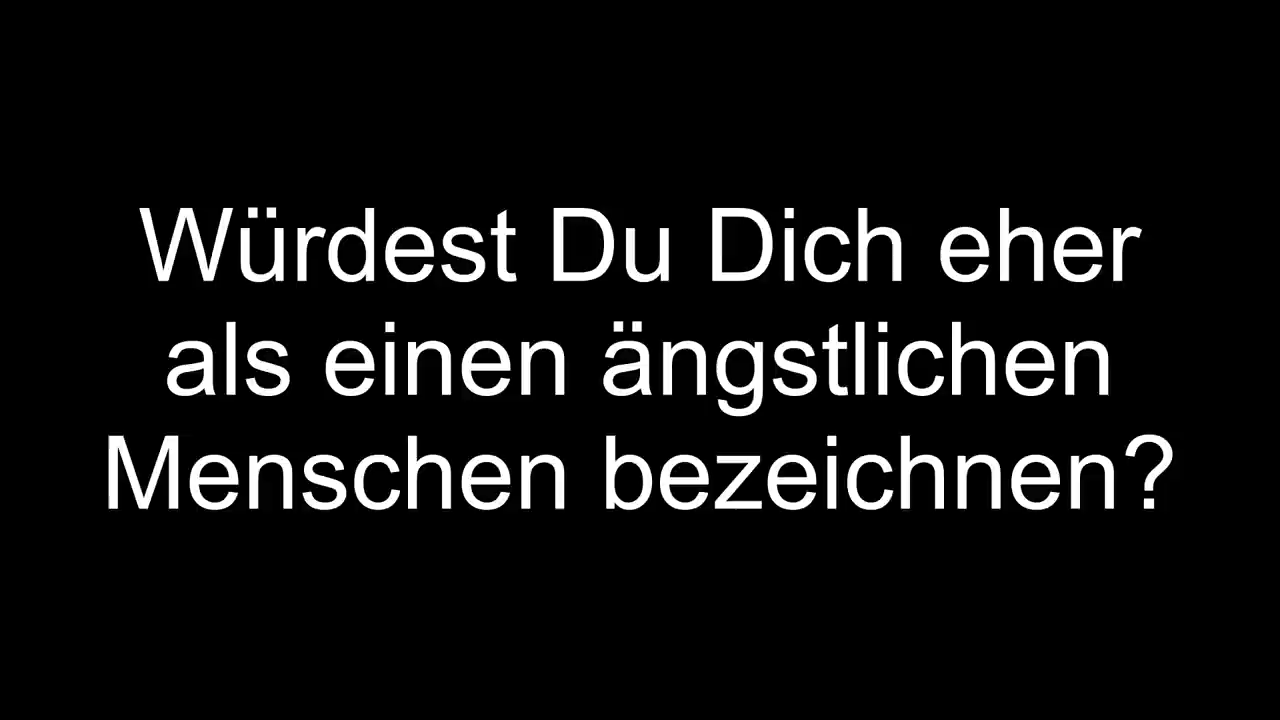 Würdest Du Dich eher
als einen ängstlichen
Menschen bezeichnen?